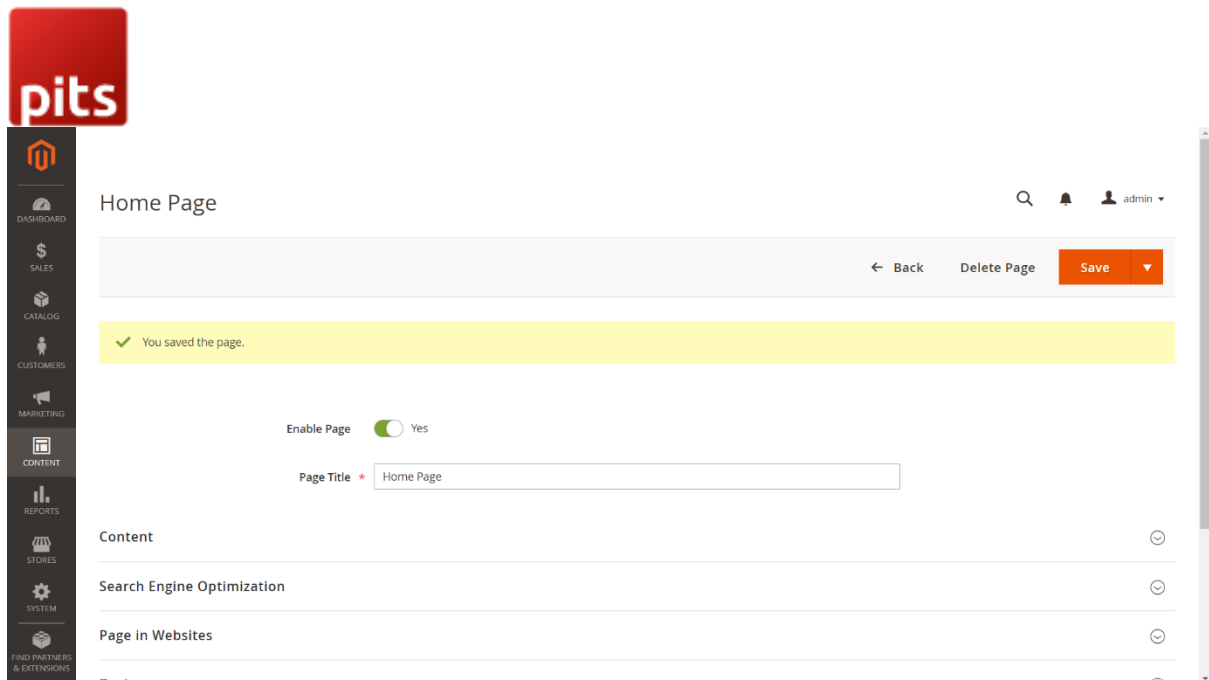 pits
Home Page
admin
DASHBOARD
SALES
CATALOG
CUSTOMERS
MARKETING
CONTENT
REPORTS
STORES
SYSTEM
FIND PARTNERS
& EXTENSIONS
Back
Delete Page
Save
You saved the page.
Enable Page
Yes
Page Title *
Home Page
Content
Search Engine Optimization
Page in Websites